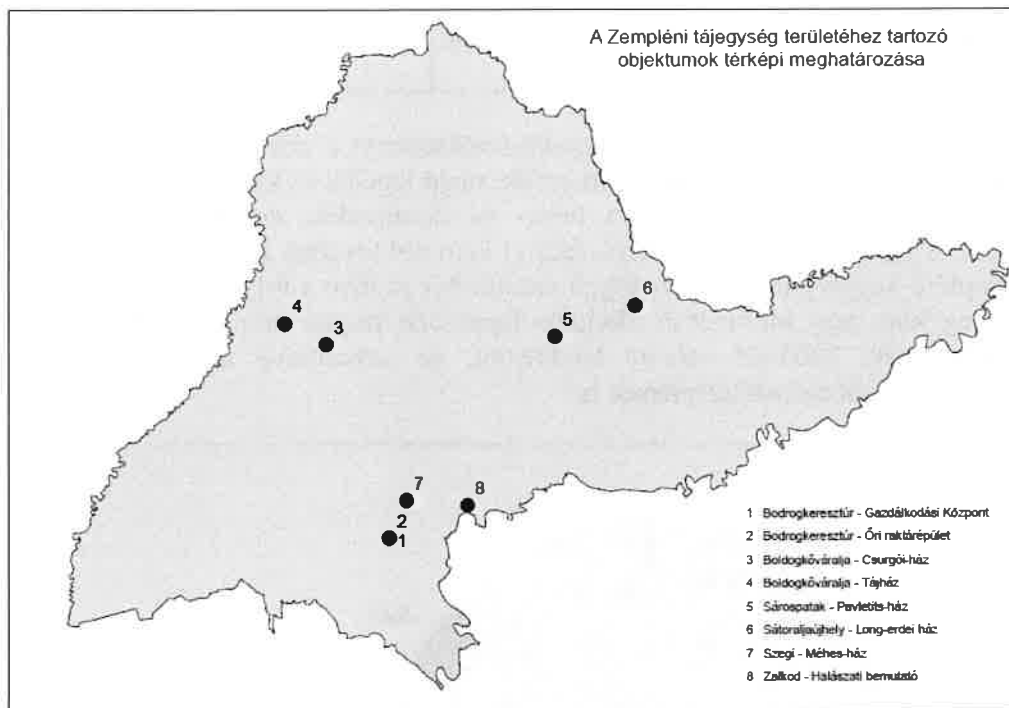 A Zempléni tájegység területéhez tartozó
objektumok térképi meghatározása
6
4
5
3
7
8
2
1
1 Bodrogkeresztúr - Gazdálkodási Központ
2 Bodrogkeresztúr - Őri raktárépület
3 Boldogkőváralja - Csurgói-ház
4 Boldogkőváralja - Tájház
5 Sárospatak - Pavletits-ház
6 Sátoraljaújhely - Long-erdei ház
7 Szegi - Méhes-ház
8 Zalkod - Halászati bemutató